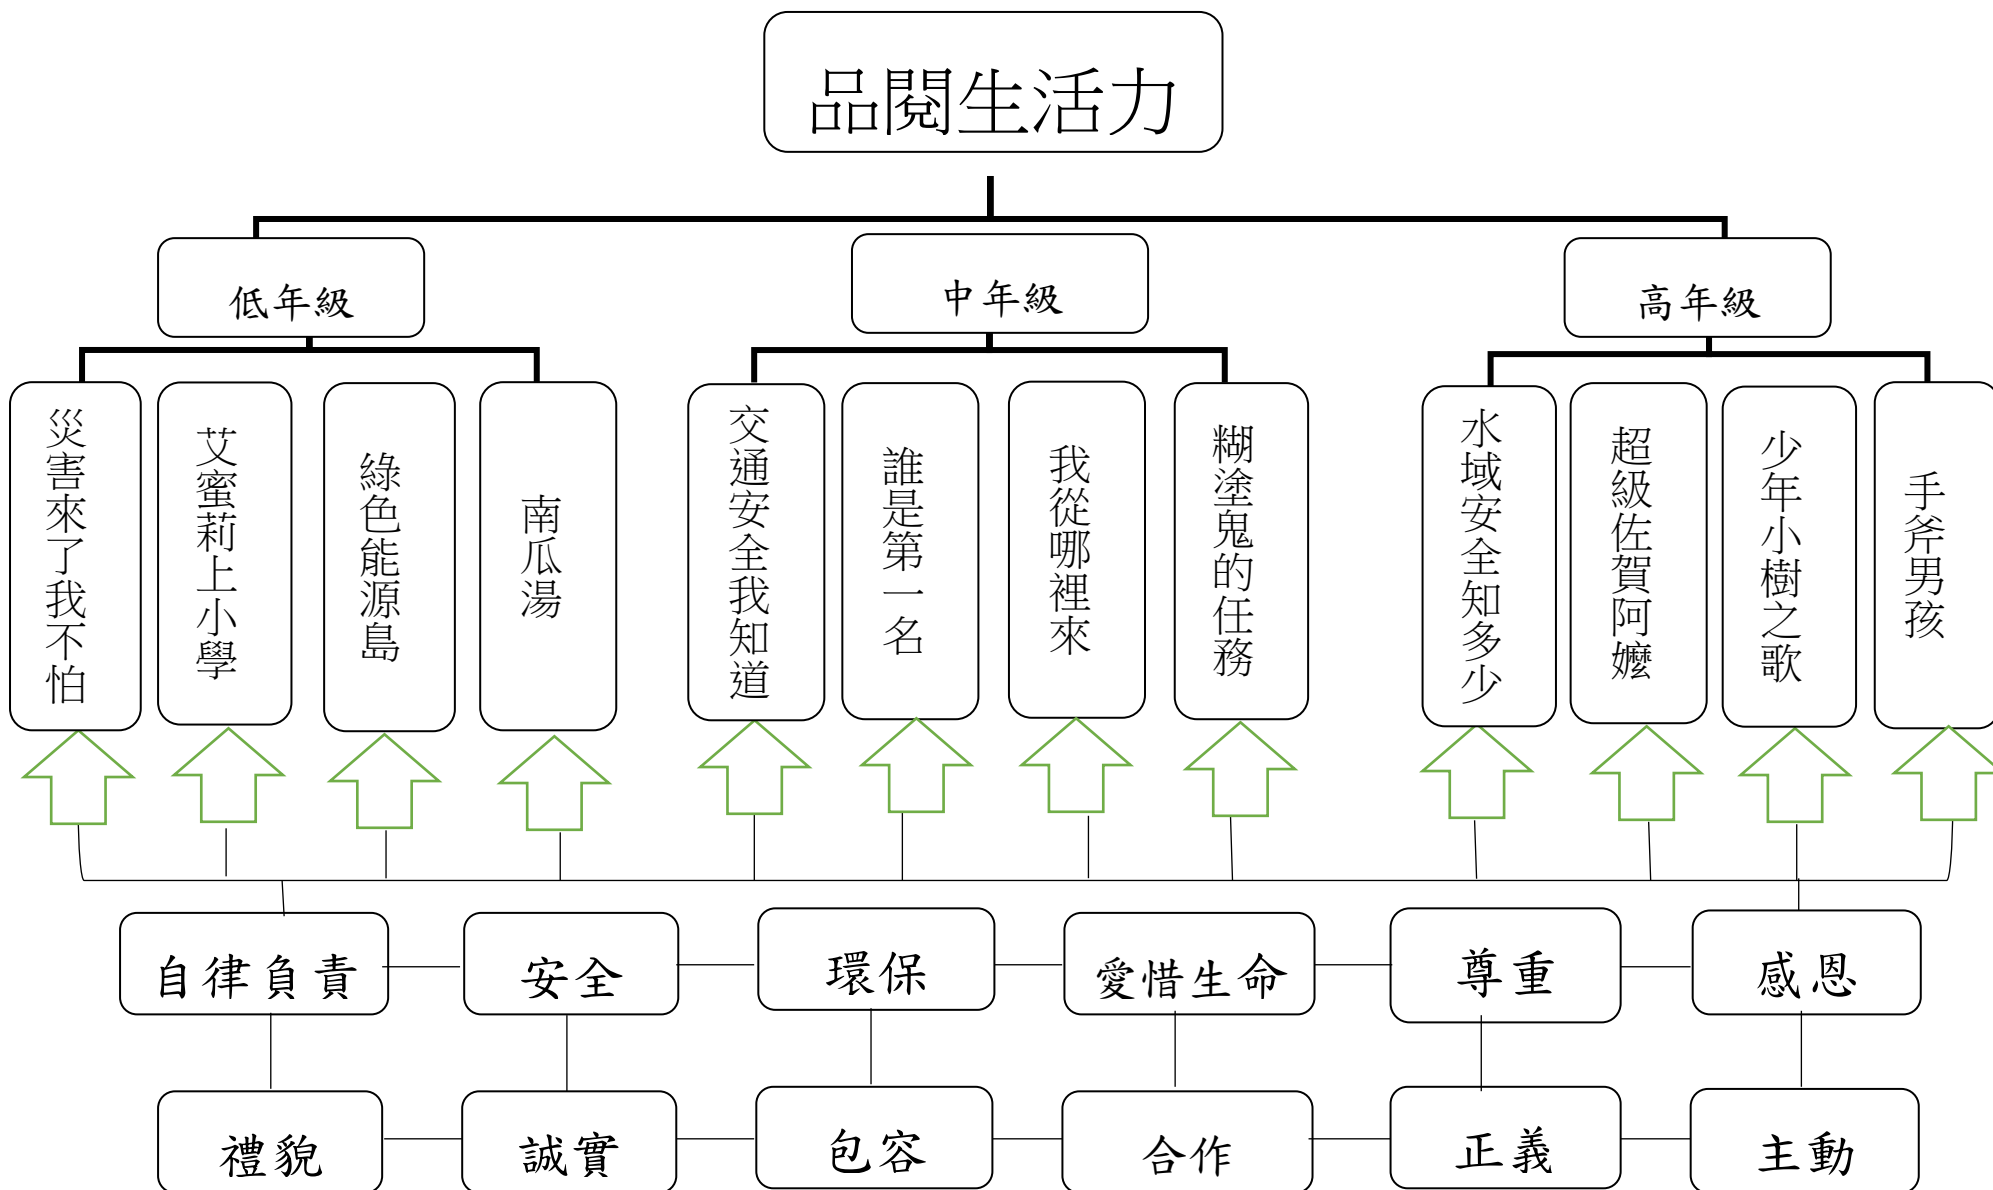 品閱生活力
低年級
中年級
高年級
災害來了我不怕
艾蜜莉上小學
綠色能源島
南瓜湯
交通安全我知道
誰是第一名
我從哪裡來
糊塗鬼的任務
水域安全知多少
超級佐賀阿嬤
少年小樹之歌
手斧男孩
自律負責
安全
環保
愛惜生命
尊重
感恩
禮貌
誠實
包容
合作
正義
主動